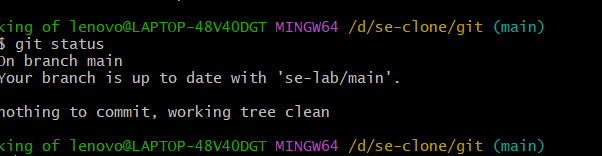 king of lenovo@LAPTOP-48V40DGT MINGW64 /d/se-clone/git (main)
$ git status
On branch main
Your branch is up to date with 'se-lab/main'.
nothing to commit, working tree clean
king of lenovo@LAPTOP-48V40DGT MINGW64 /d/se-clone/git (main)